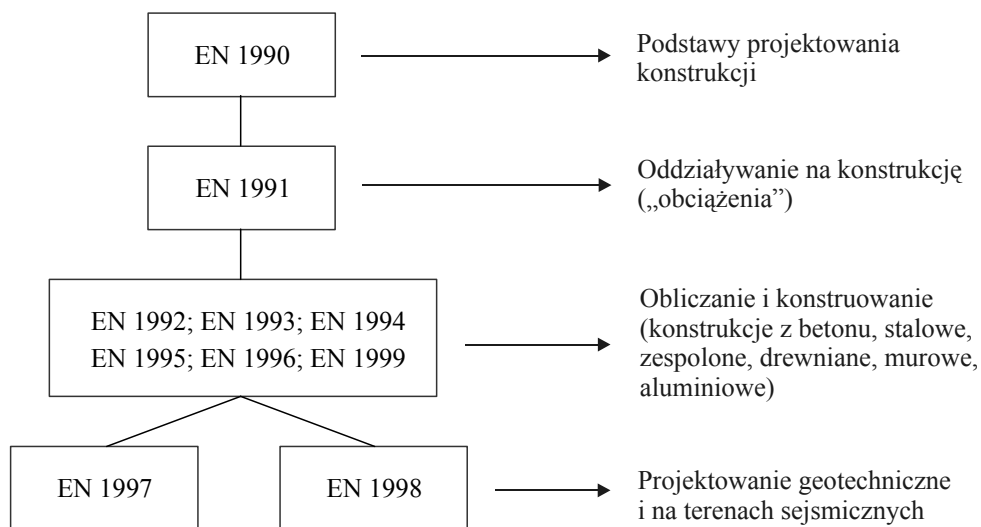 EN 1990
Podstawy projektowania
konstrukcji
EN 1991
Oddziaływanie na konstrukcję
(„obciążenia”)
EN 1992; EN 1993; EN 1994
EN 1995; EN 1996; EN 1999
Obliczanie i konstruowanie
(konstrukcje z betonu, stalowe,
zespolone, drewniane, murowe,
aluminiowe)
EN 1997
EN 1998
Projektowanie geotechniczne
i na terenach sejsmicznych